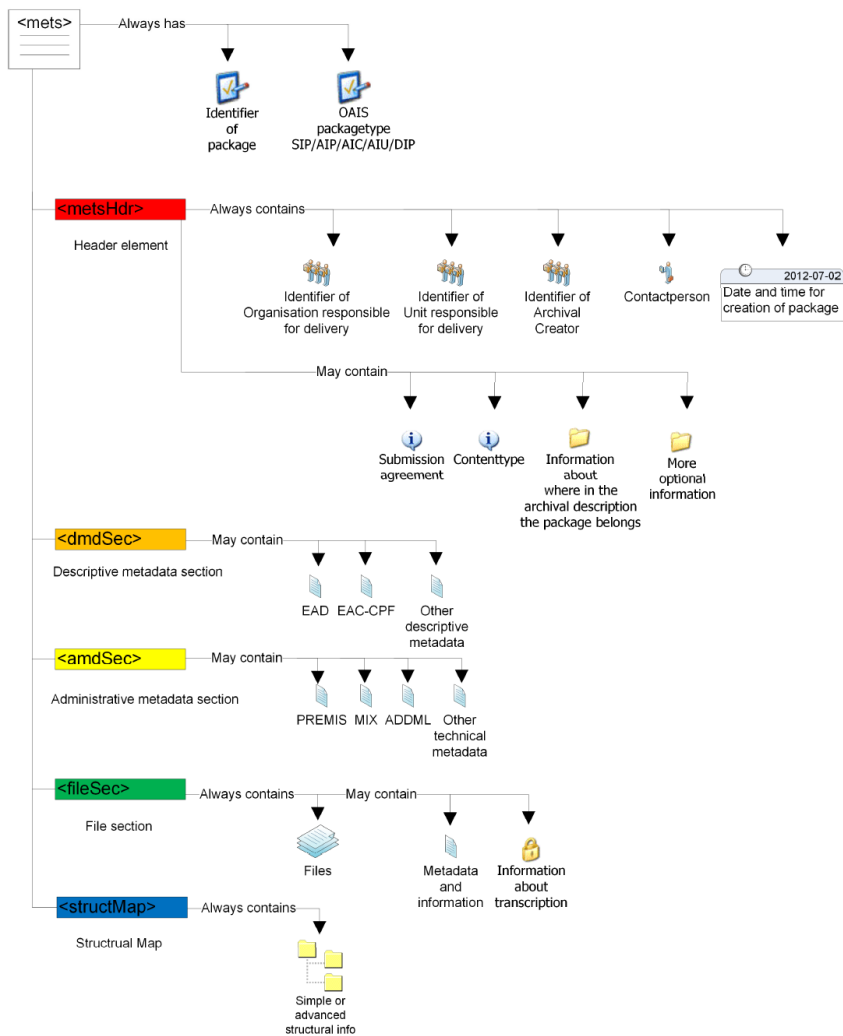 <mets>
Always has
Identifier
of
package
OAIS
packagetype
SIP/AIP/AIC/AIU/DIP
<metsHdr>
Always contains
Header element
Identifier of
Organisation responsible
for delivery
Identifier of
Unit responsible
for delivery
Identifier of
Archival
Creator
Contactperson
2012-07-02
Date and time for
creation of package
May contain
Submission
agreement
Contenttype
Information
about
where in the
archival description
the package belongs
More
optional
information
<dmdSec>
May contain
Descriptive metadata section
EAD
EAC-CPF
Other
descriptive
metadata
<amdSec>
May contain
Administrative metadata section
PREMIS
MIX
ADDML
Other
technical
metadata
<fileSec>
Always contains
May contain
File section
Files
Metadata
and
information
Information
about
transcription
<structMap>
Always contains
Structrual Map
Simple or
advanced
structural info